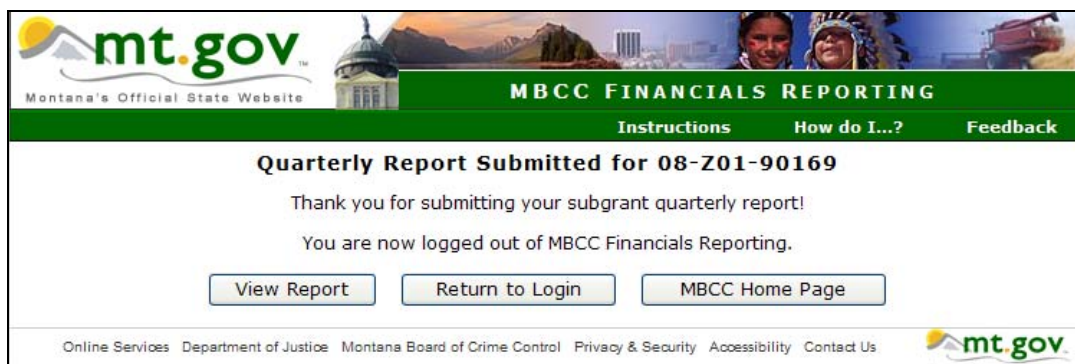 mt.gov™
Montana's Official State Website
MBCC FINANCIALS REPORTING
Instructions How do I...? Feedback
Quarterly Report Submitted for 08-Z01-90169
Thank you for submitting your subgrant quarterly report!
You are now logged out of MBCC Financials Reporting.
View Report Return to Login MBCC Home Page
Online Services Department of Justice Montana Board of Crime Control Privacy & Security Accessibility Contact Us mt.gov